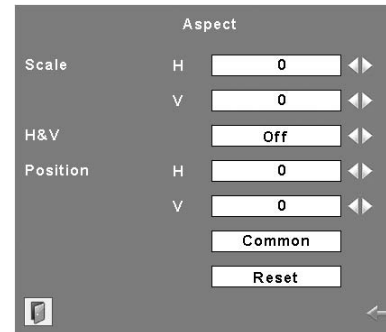 Aspect
Scale H 0
V 0
H&V Off
Position H 0
V 0
Common
Reset